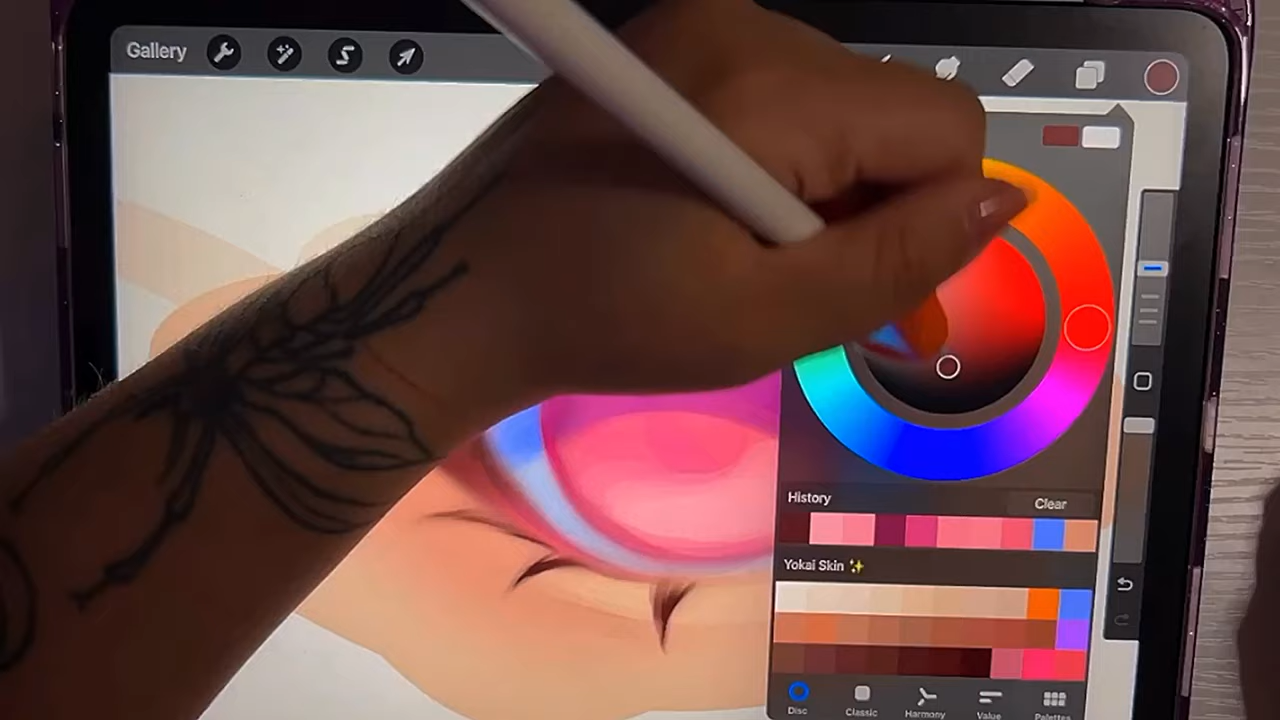 Gallery
History
Clear
Yokai Skin ✨
Disc
Classic
Harmony
Value
Palettes